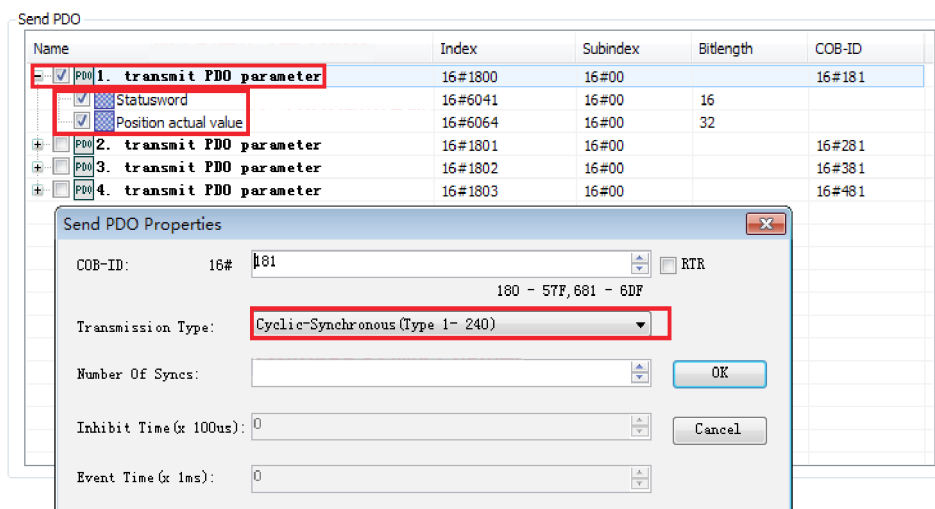 Send PDO
Name Index Subindex Bitlength COB-ID
PDO 1. transmit PDO parameter 16#1800 16#00 16#181
Statusword 16#6041 16#00 16
Position actual value 16#6064 16#00 32
PDO 2. transmit PDO parameter 16#1801 16#00 16#281
PDO 3. transmit PDO parameter 16#1802 16#00 16#381
PDO 4. transmit PDO parameter 16#1803 16#00 16#481
Send PDO Properties
COB-ID: 16# 181 RTR
180 - 57F,681 - 6DF
Transmission Type: Cyclic-Synchronous(Type 1- 240)
Number Of Syncs: OK
Inhibit Time(x 100us): 0 Cancel
Event Time(x 1ms): 0